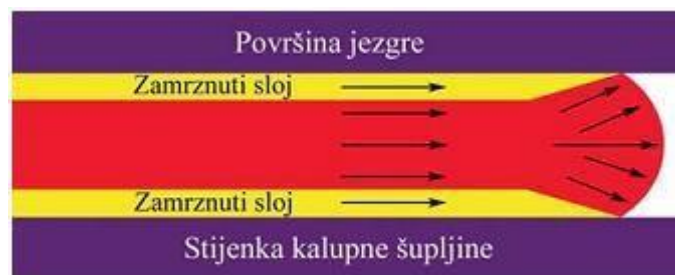 Površina jezgre
Zamrznuti sloj
Zamrznuti sloj
Stijenka kalupne šupljine